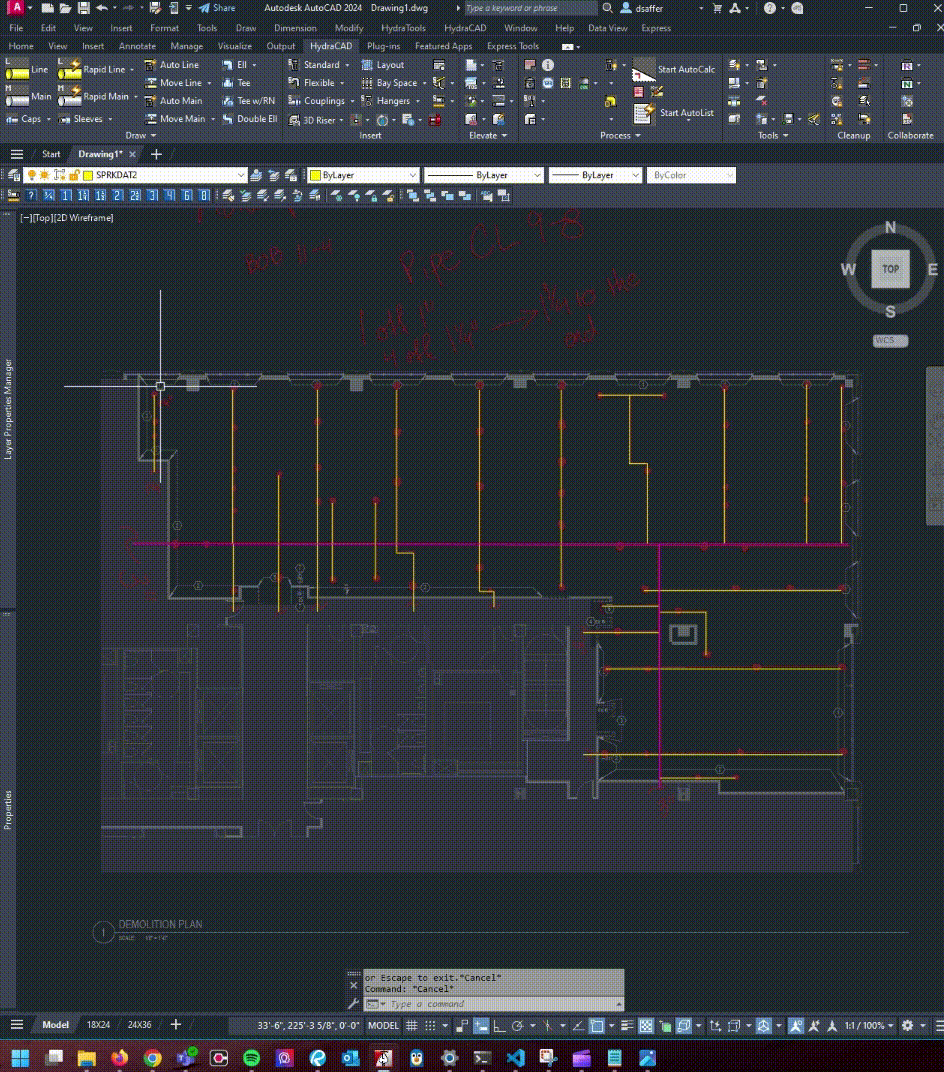 Share Autodesk AutoCAD 2024 Drawing1.dwg Type a keyword or phrase dsaffer
File Edit View Insert Format Tools Draw Dimension Modify HydraTools HydraCAD Window Help Data View Express
Home View Insert Annotate Manage Visualize Output HydraCAD Plug-ins Featured Apps Express Tools
Line Rapid Line Auto Line Ell Standard Layout Start AutoCalc
Move Line Tee Flexible Bay Space
Main Rapid Main Auto Main Tee w/RN Couplings Hangers Start AutoList
Caps Sleeves Move Main Double Ell 3D Riser
Draw Insert Elevate Process Tools Cleanup Collaborate
Start Drawing1*
SPRKDAT2 ByLayer ByLayer ByLayer ByColor
[−][Top][2D Wireframe]
N
W TOP E
S
WCS
Layer Properties Manager
Properties
PIPE CL 9-8
1 DEMOLITION PLAN
or Escape to exit.*Cancel*
Command: *Cancel*
Type a command
Model 18X24 24X36 33'-6", 225'-3 5/8", 0'-0" MODEL 1:1 / 100%